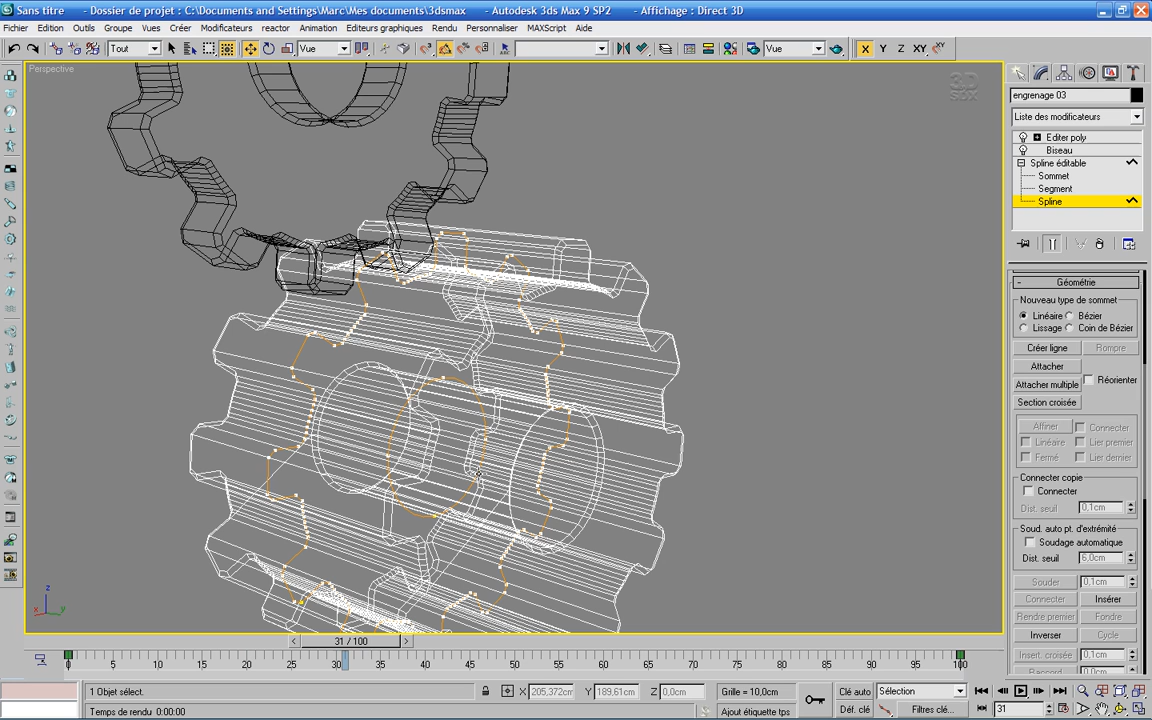 Sans titre - Dossier de projet : C:\Documents and Settings\Marc\Mes documents\3dsmax - Autodesk 3ds Max 9 SP2 - Affichage : Direct 3D
Fichier Edition Outils Groupe Vues Créer Modificateurs reactor Animation Editeurs graphiques Rendu Personnaliser MAXScript Aide
Tout Vue Vue X Y Z XY XY
Perspective
engrenage 03
Liste des modificateurs
Editer poly
Biseau
Spline éditable
Sommet
Segment
Spline
- Géométrie
Nouveau type de sommet
Linéaire Bézier
Lissage Coin de Bézier
Créer ligne Rompre
Attacher
Attacher multiple Réorienter
Section croisée
Affiner Connecter
Linéaire Lier premier
Fermé Lier dernier
Connecter copie
Connecter
Dist. seuil 0,1cm
Soud. auto pt. d'extrémité
Soudage automatique
Dist. seuil 6,0cm
Souder 0,1cm
Connecter Insérer
Rendre premier Fondre
Inverser Cycle
Insert. croisée 0,1cm
z
x y
< 31 / 100 >
0 5 10 15 20 25 30 35 40 45 50 55 60 65 70 75 80 85 90 95 100
1 Objet sélect. X 205,372cm Y 189,61cm Z 0,0cm Grille = 10,0cm Clé auto Sélection
Temps de rendu 0:00:00 Ajout étiquette tps Déf. clé Filtres clé... 31